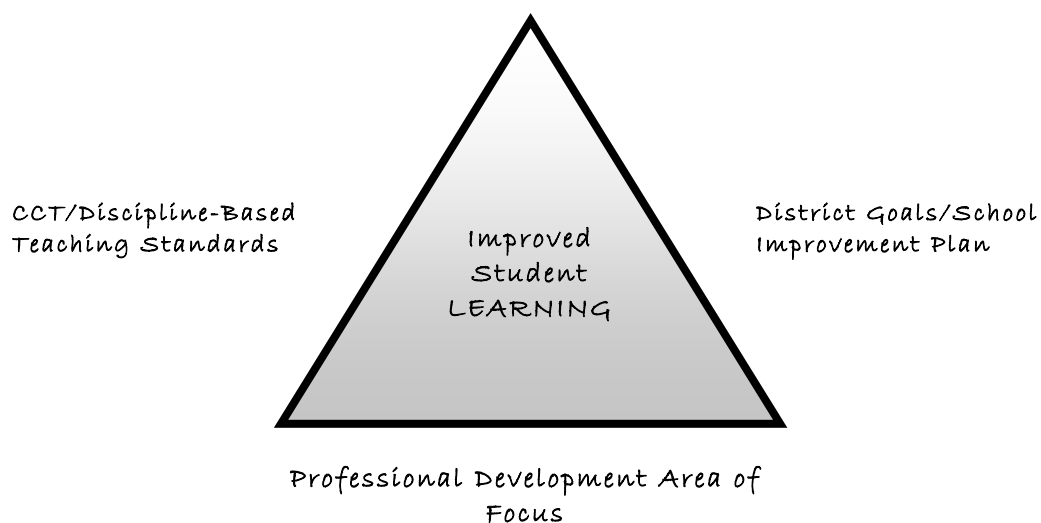 CCT/Discipline-Based
Teaching Standards
District Goals/School
Improvement Plan
Improved
Student
LEARNING
Professional Development Area of
Focus